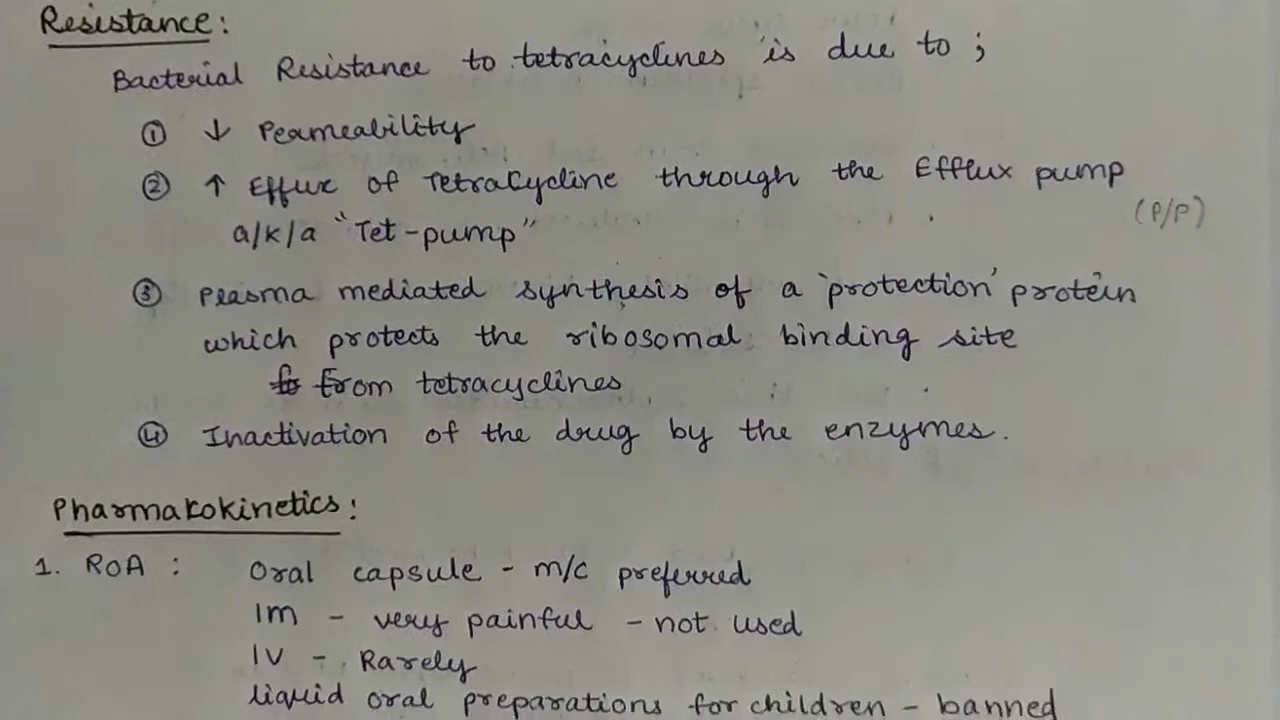 Resistance:
Bacterial Resistance to tetracyclines is due to ;
① ↓ Permeability
② ↑ Efflux of Tetracycline through the Efflux pump
(P/P)
a/k/a "Tet-pump"
③ Plasma mediated synthesis of a 'protection' protein
which protects the ribosomal binding site
from tetracyclines
④ Inactivation of the drug by the enzymes.
Pharmakokinetics:
1. ROA : Oral capsule - m/c preferred
IM - very painful - not used
IV - Rarely
liquid oral preparations for children - banned